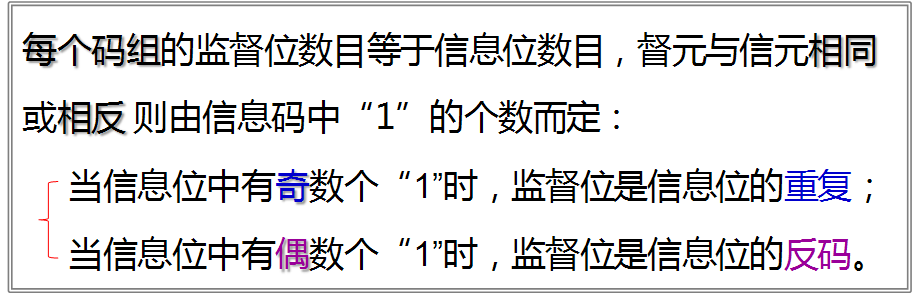 每个码组的监督位数目等于信息位数目，督元与信元相同
或相反 则由信息码中“1”的个数而定：
当信息位中有奇数个“1”时，监督位是信息位的重复；
当信息位中有偶数个“1”时，监督位是信息位的反码。